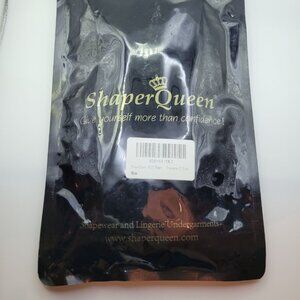 ShaperQueen
Give yourself more than confidence!
Shapewear and Lingerie Undergarments
www.shaperqueen.com